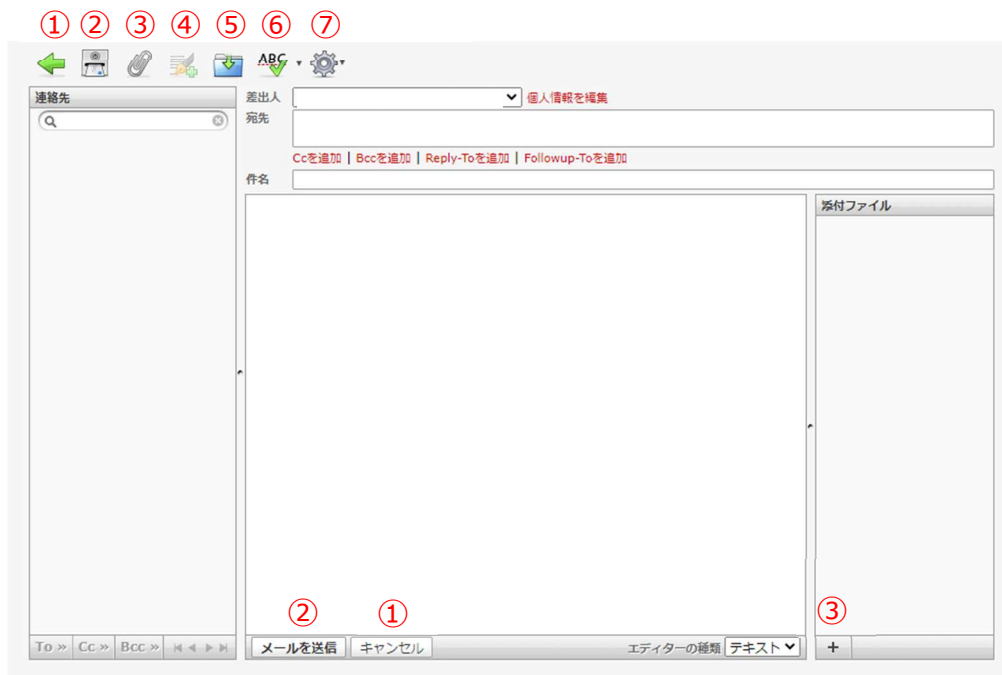 ① ② ③ ④ ⑤ ⑥ ⑦
ABC
連絡先
差出人 個人情報を編集
宛先
Ccを追加 | Bccを追加 | Reply-Toを追加 | Followup-Toを追加
件名
添付ファイル
② ① ③
To » Cc » Bcc »
メールを送信 キャンセル エディターの種類 テキスト +